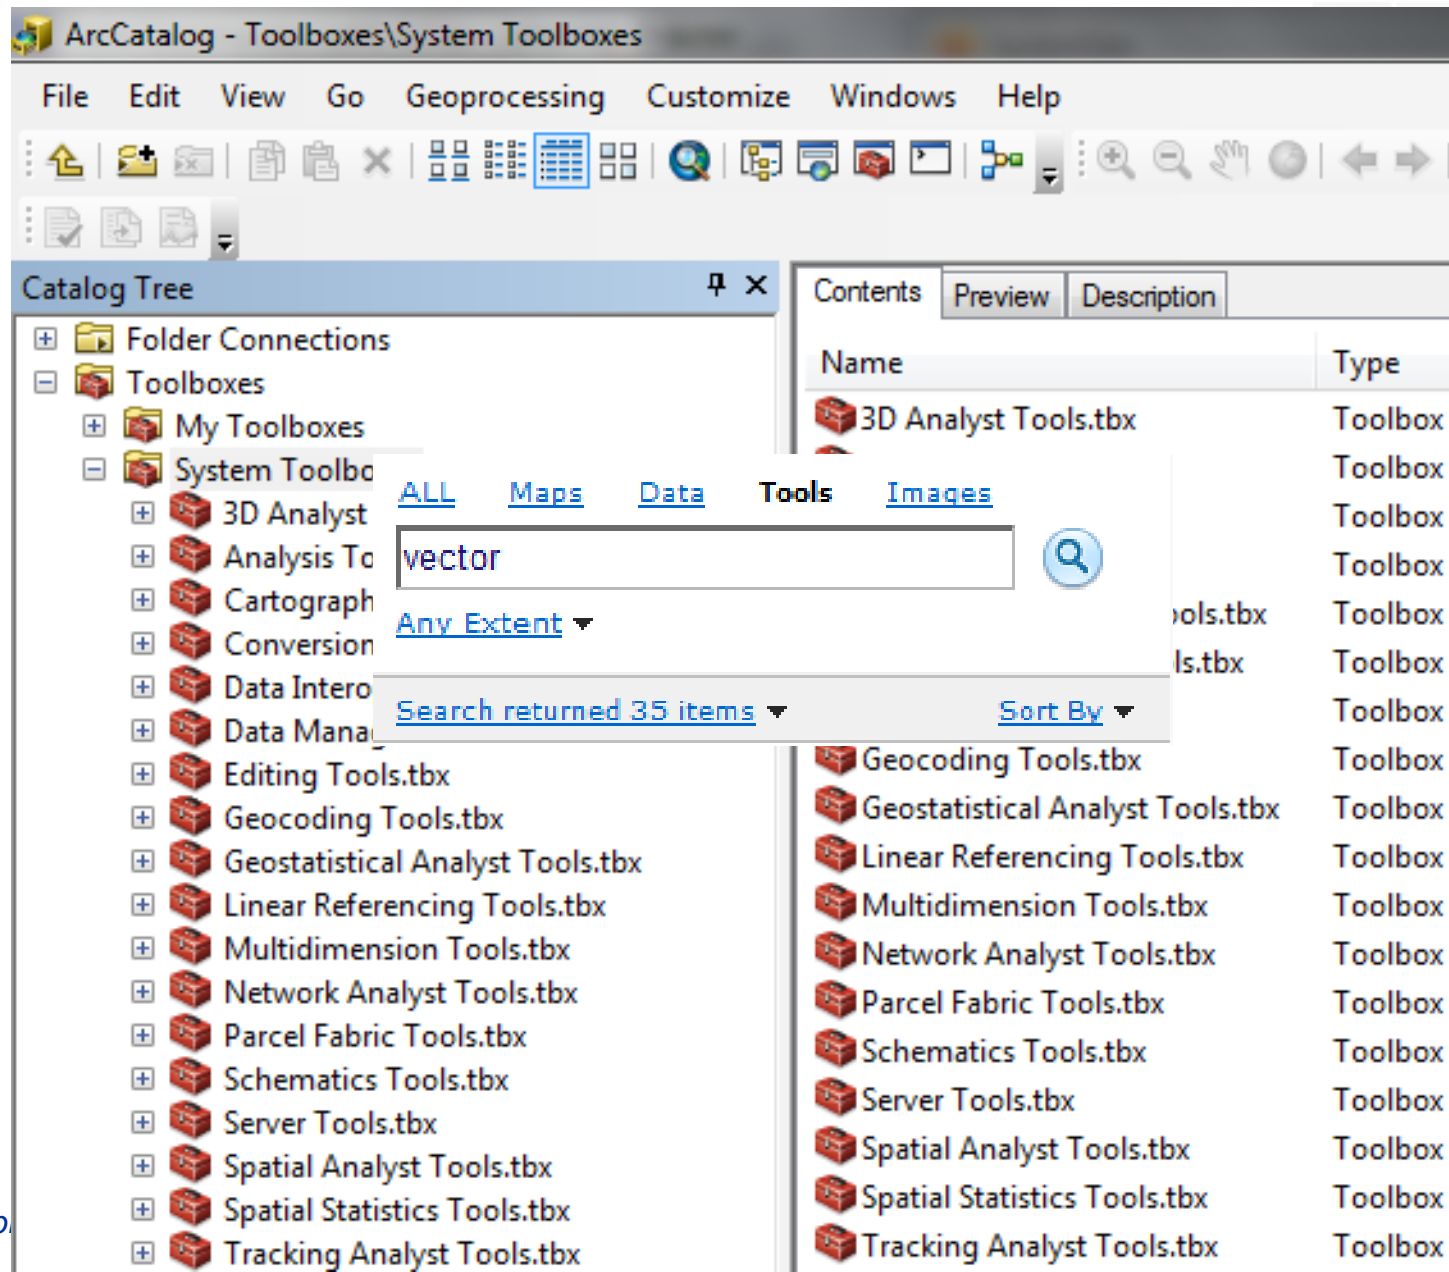 ArcCatalog - Toolboxes\System Toolboxes
File Edit View Go Geoprocessing Customize Windows Help
Catalog Tree
Folder Connections
Toolboxes
My Toolboxes
System Toolbo
3D Analyst
Analysis To
Cartograph
Conversion
Data Intero
Data Mana
Editing Tools.tbx
Geocoding Tools.tbx
Geostatistical Analyst Tools.tbx
Linear Referencing Tools.tbx
Multidimension Tools.tbx
Network Analyst Tools.tbx
Parcel Fabric Tools.tbx
Schematics Tools.tbx
Server Tools.tbx
Spatial Analyst Tools.tbx
Spatial Statistics Tools.tbx
Tracking Analyst Tools.tbx
ALL Maps Data Tools Images
vector
Any Extent
Search returned 35 items Sort By
Contents Preview Description
Name Type
3D Analyst Tools.tbx Toolbox
Toolbox
Toolbox
Toolbox
ools.tbx Toolbox
ls.tbx Toolbox
Toolbox
Geocoding Tools.tbx Toolbox
Geostatistical Analyst Tools.tbx Toolbox
Linear Referencing Tools.tbx Toolbox
Multidimension Tools.tbx Toolbox
Network Analyst Tools.tbx Toolbox
Parcel Fabric Tools.tbx Toolbox
Schematics Tools.tbx Toolbox
Server Tools.tbx Toolbox
Spatial Analyst Tools.tbx Toolbox
Spatial Statistics Tools.tbx Toolbox
Tracking Analyst Tools.tbx Toolbox